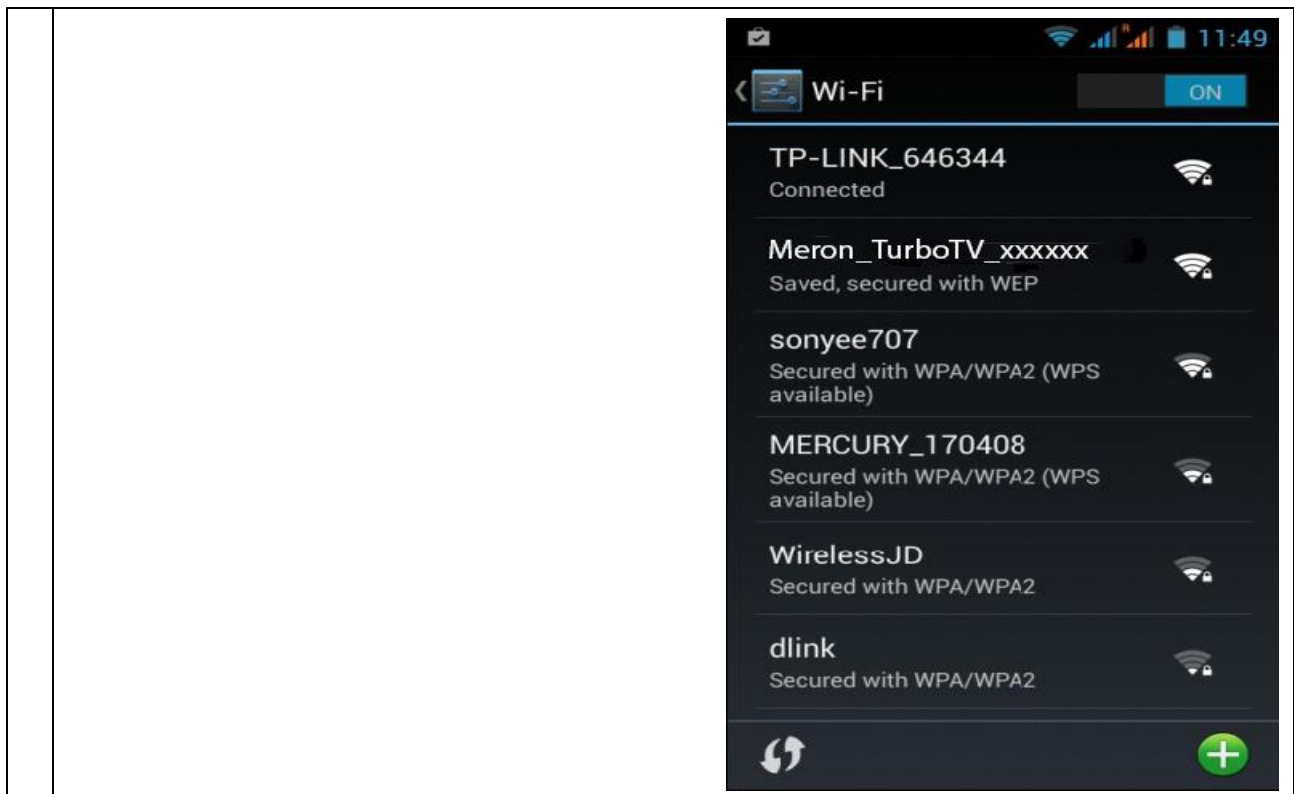 R
11:49
Wi-Fi
ON
TP-LINK_646344
Connected
Meron_TurboTV_xxxxxx
Saved, secured with WEP
sonyee707
Secured with WPA/WPA2 (WPS
available)
MERCURY_170408
Secured with WPA/WPA2 (WPS
available)
WirelessJD
Secured with WPA/WPA2
dlink
Secured with WPA/WPA2